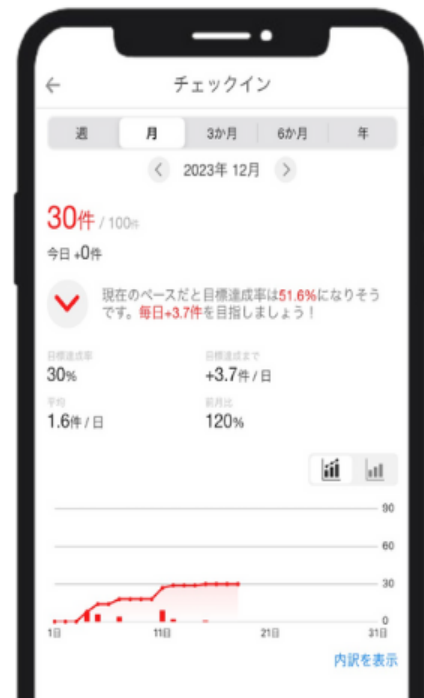 チェックイン
週 月 3か月 6か月 年
2023年 12月
30件 / 100件
今日 +0件
現在のペースだと目標達成率は51.6%になりそう
です。毎日+3.7件を目指しましょう！
目標達成率 目標達成まで
30% +3.7件 / 日
平均 前月比
1.6件 / 日 120%
90
60
30
0
1日 11日 21日 31日
内訳を表示